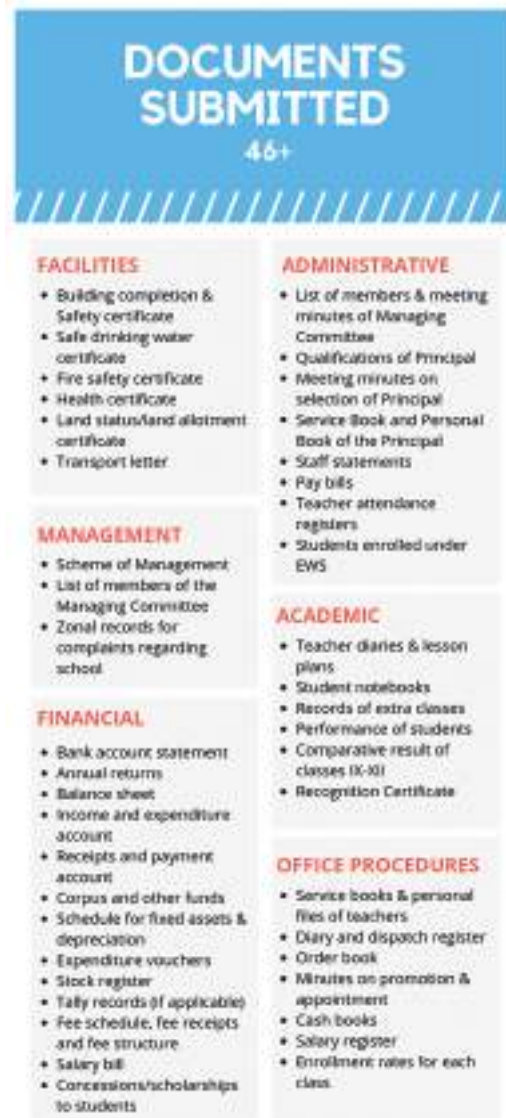 DOCUMENTS
SUBMITTED
46+
FACILITIES
• Building completion &
Safety certificate
• Safe drinking water
certificate
• Fire safety certificate
• Health certificate
• Land status/land allotment
certificate
• Transport letter
MANAGEMENT
• Scheme of Management
• List of members of the
Managing Committee
• Zonal records for
complaints regarding
school
FINANCIAL
• Bank account statement
• Annual returns
• Balance sheet
• Income and expenditure
account
• Receipts and payment
account
• Corpus and other funds
• Schedule for fixed assets &
depreciation
• Expenditure vouchers
• Stock register
• Tally records (if applicable)
• Fee schedule, fee receipts
and fee structure
• Salary bill
• Concessions/scholarships
to students
ADMINISTRATIVE
• List of members & meeting
minutes of Managing
Committee
• Qualifications of Principal
• Meeting minutes on
selection of Principal
• Service Book and Personal
Book of the Principal
• Staff statements
• Pay bills
• Teacher attendance
registers
• Students enrolled under
EWS
ACADEMIC
• Teacher diaries & lesson
plans
• Student notebooks
• Records of extra classes
• Performance of students
• Comparative result of
classes IX-XII
• Recognition Certificate
OFFICE PROCEDURES
• Service books & personal
files of teachers
• Diary and dispatch register
• Order book
• Minutes on promotion &
appointment
• Cash books
• Salary register
• Enrollment rates for each
class